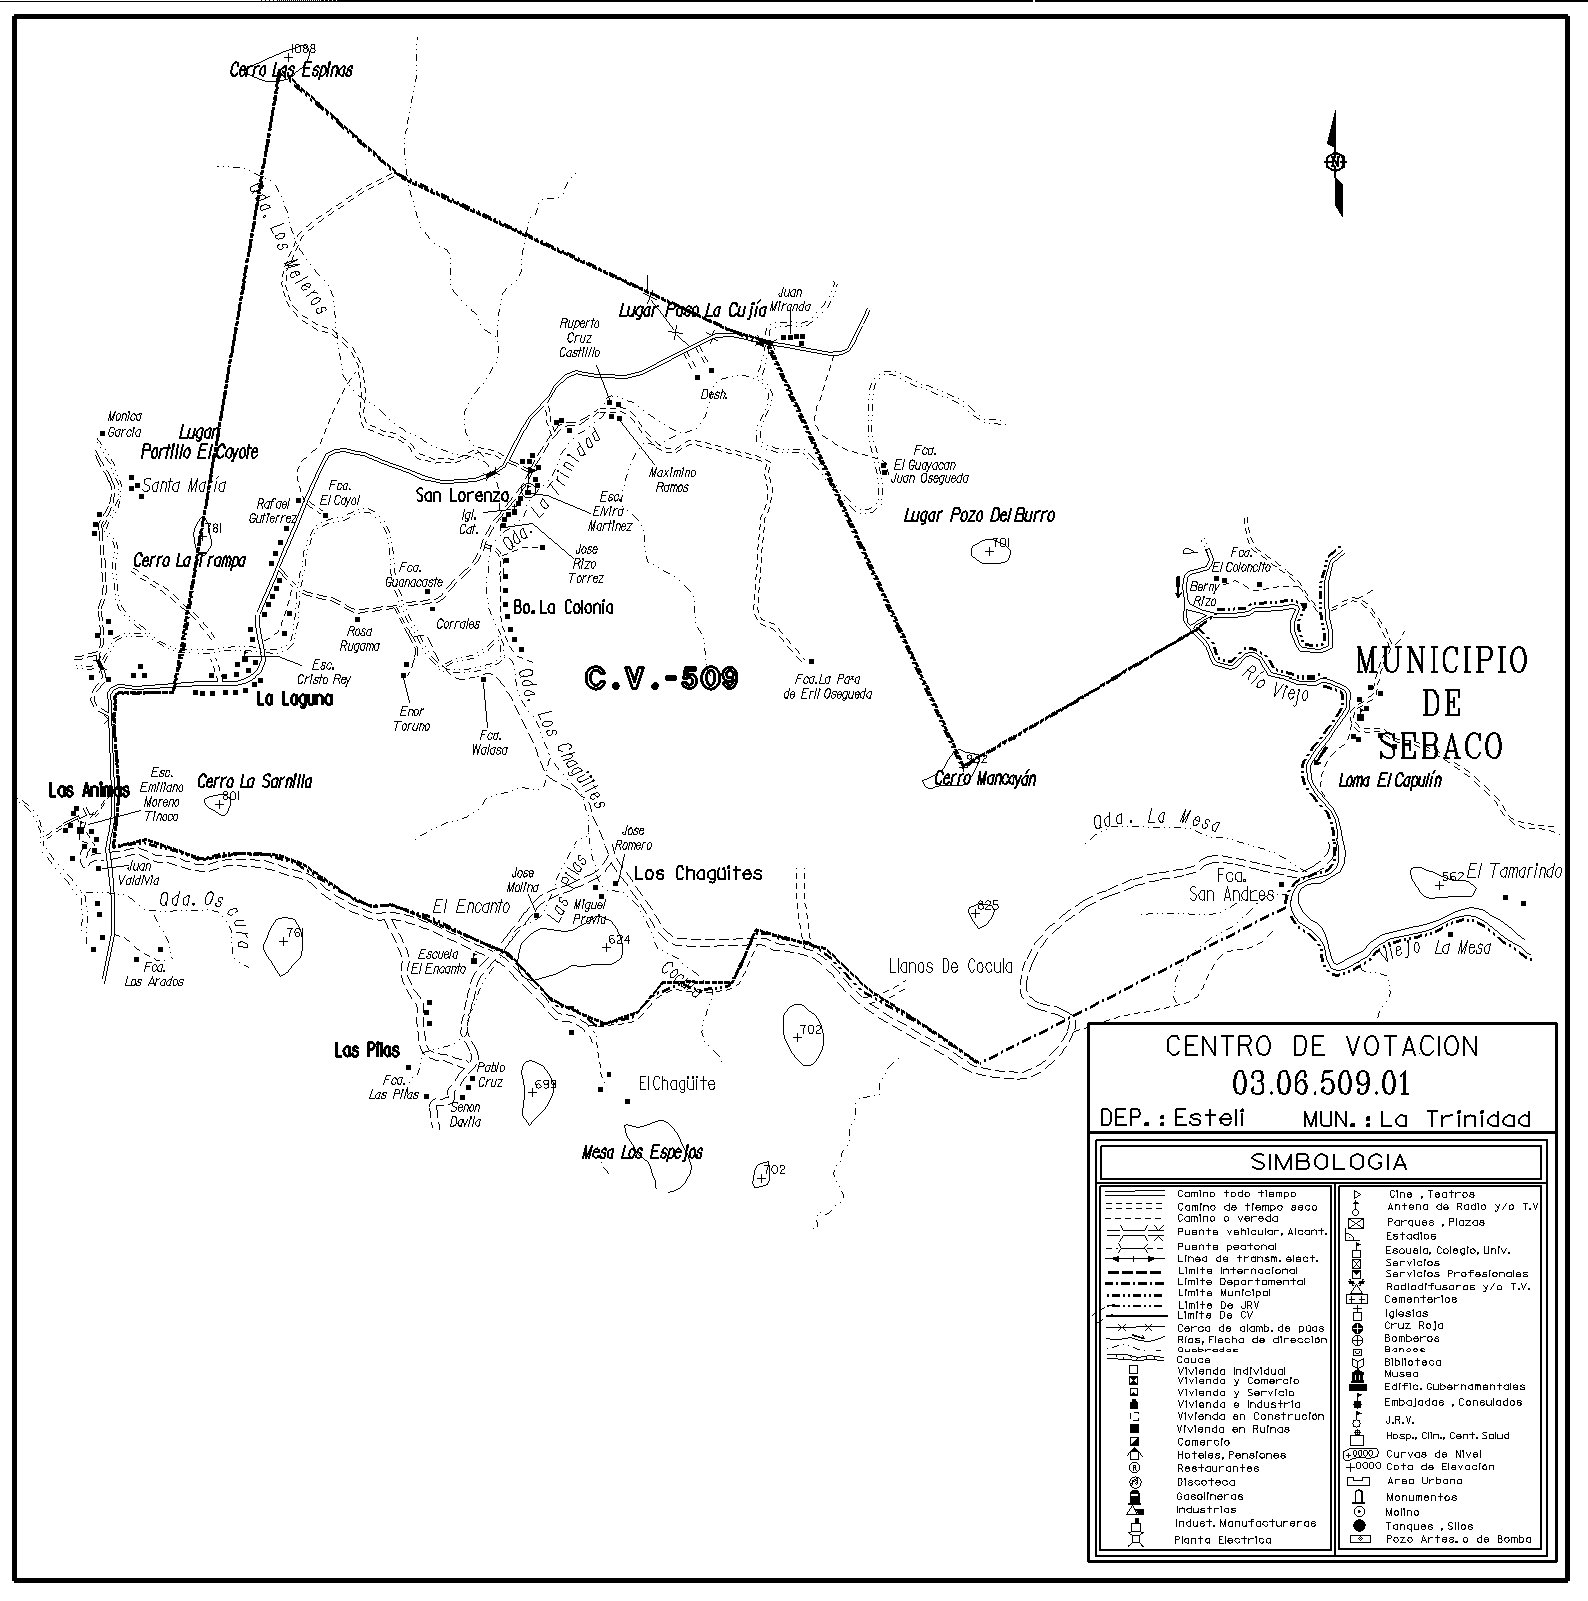 1083
Cerro Las Espinas
N
Qda. Los Meleros
Juan
Miranda
Lugar Paso La Cujía
Ruperto
Cruz
Castillo
Desh.
Monica
Garcia
Lugar
Portillo El Coyote
Santa María
Qda. La Trinidad
Maximino
Ramos
Fca.
El Guayacan
Juan Osegueda
Rafael
Gutierrez
Fca.
El Cayol
San Lorenzo
Igl.
Cat.
Esc.
Elvira
Martinez
Lugar Pozo Del Burro
701
781
Cerro La Trampa
Jose
Rizo
Torrez
Fca.
Guanacaste
Corrales
Bo. La Colonia
Fca.
El Coloncito
Berny
Rizo
Rosa
Rugama
Esc.
Cristo Rey
La Laguna
C.V.-509
Fca. La Pa a
de Eril Osegueda
MUNICIPIO
DE
SEBACO
Rio Viejo
Enor
Toruno
Fca.
Walasa
Qda. Los Chagüites
Las Animas
Esc.
Emiliano
Moreno
Tinoco
Cerro La Sarnilla
801
Cerro Mancayán
Loma El Capulín
Qda. La Mesa
Jose
Romero
Juan
Valdivia
Los Chagüites
Jose
Molina
Las Pilas
Miguel
Pravia
El Encanto
Fca.
San Andres
562
El Tamarindo
Qda. Oscura
761
825
624
Escuela
El Encanto
Fca.
Los Arados
Cocula
Llanos De Cocula
Viejo
La Mesa
702
Las Pilas
Fca.
Las Pilas
Pablo
Cruz
Senon
Davila
699
El Chagüite
Mesa Los Espejos
702
CENTRO DE VOTACION
03.06.509.01
DEP.: Esteli MUN.: La Trinidad
SIMBOLOGIA
Camino todo tiempo
Camino de tiempo seco
Camino o vereda
Puente vehicular, Alcant.
Puente peatonal
Linea de transm. elect.
Limite Internacional
Limite Departamental
Limite Municipal
Limite De JRV
Limite De CV
Cerca de alamb. de púas
Ríos, Flecha de dirección
Quebradas
Cauce
Vivienda Individual
Vivienda y Comercio
Vivienda y Servicio
Vivienda e Industria
Vivienda en Construción
Vivienda en Ruinas
Comercio
Hoteles, Pensiones
R Restaurantes
Discoteca
Gasolineras
Industrias
Indust. Manufactureras
Planta Electrica
Cine , Teatros
Antena de Radio y/o T.V
Parques , Plazas
Estadios
Escuela, Colegio, Univ.
Servicios
Servicios Profesionales
Radiodifusoras y/o T.V.
Cementerios
Iglesias
Cruz Roja
Bomberos
Bancos
Biblioteca
Museo
Edific. Gubernamentales
Embajadas , Consulados
J.R.V.
Hosp., Clin., Cent. Salud
0000 Curvas de Nivel
+0000 Cota de Elevación
Area Urbana
Monumentos
Molino
Tanques , Silos
Pozo Artes. o de Bomba